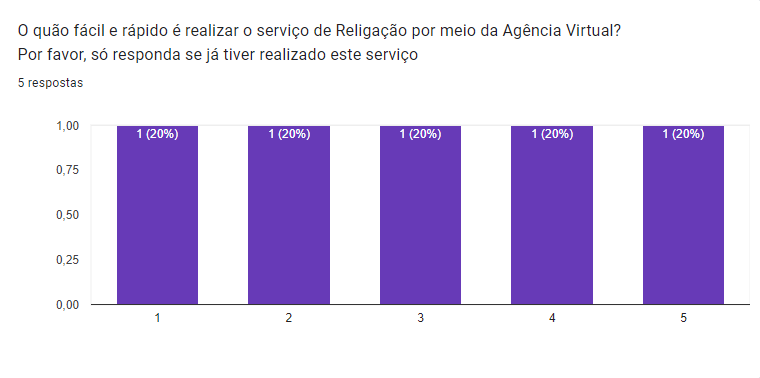 O quão fácil e rápido é realizar o serviço de Religação por meio da Agência Virtual?
Por favor, só responda se já tiver realizado este serviço
5 respostas
1,00
0,75
0,50
0,25
0,00
1 (20%) 1 (20%) 1 (20%) 1 (20%) 1 (20%)
1 2 3 4 5